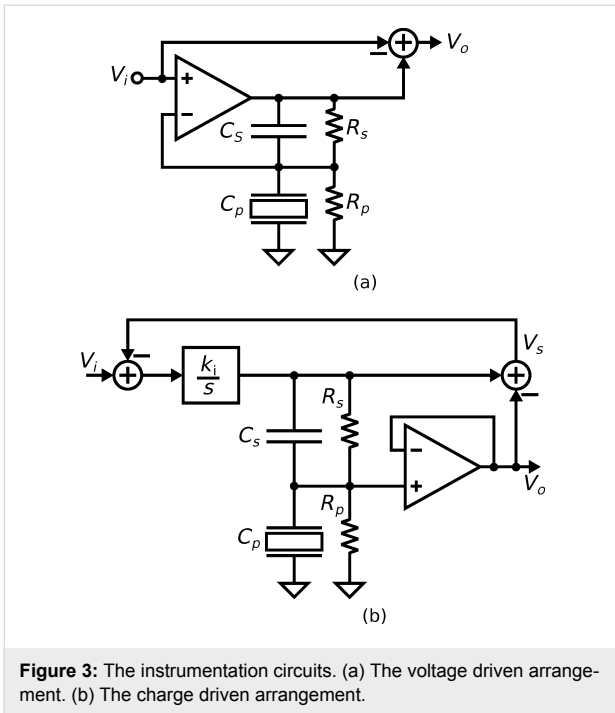 V_i
+
−
+
−
V_o
C_S
R_s
C_p
R_p
(a)
V_i
+
−
k_i
s
V_s
+
−
R_s
C_s
−
+
V_o
R_p
C_p
(b)
Figure 3: The instrumentation circuits. (a) The voltage driven arrange-
ment. (b) The charge driven arrangement.